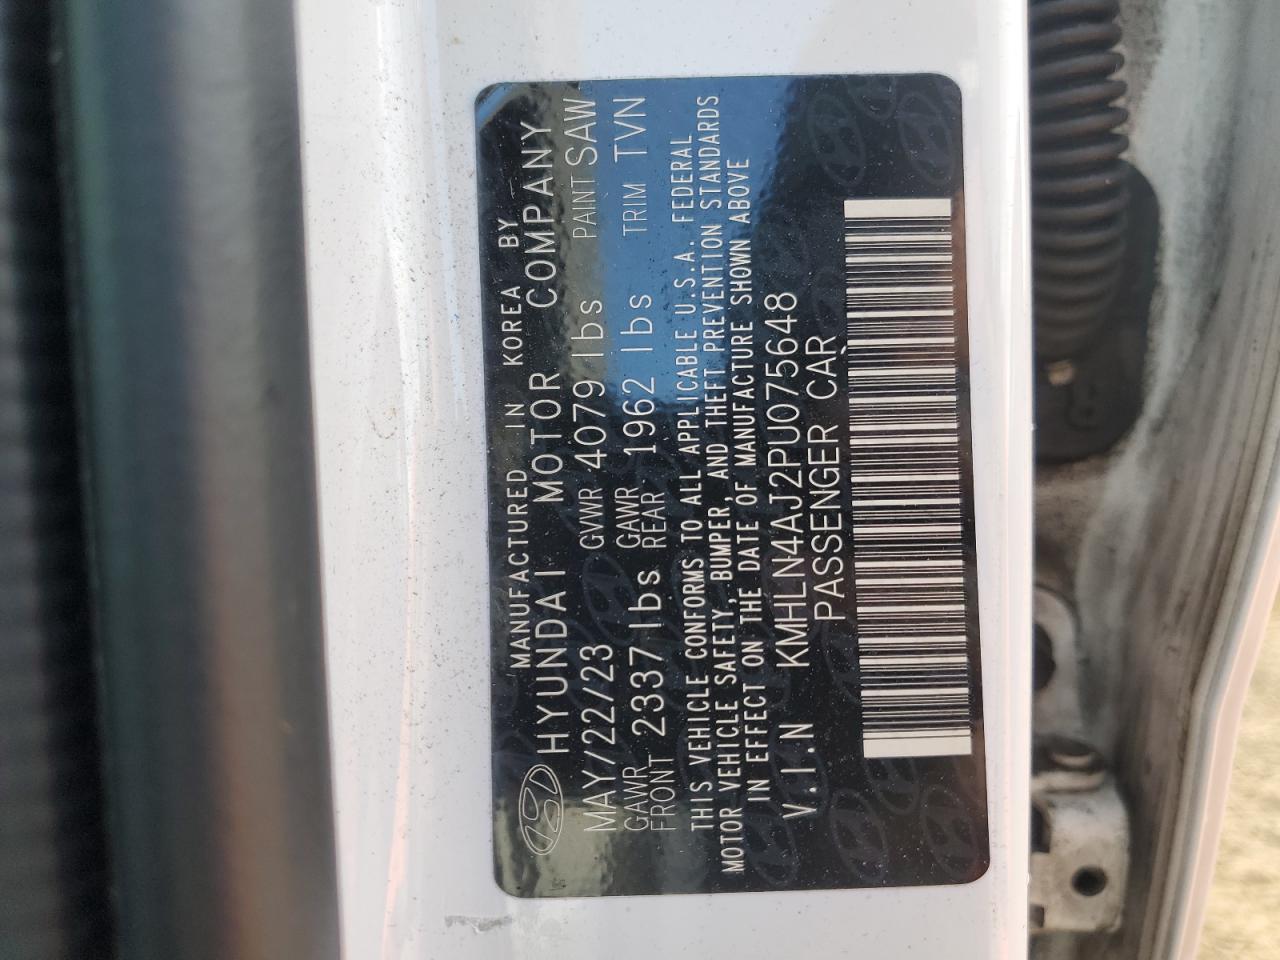 MANUFACTURED IN KOREA BY
HYUNDAI MOTOR COMPANY
MAY/22/23 GVWR 4079 lbs PAINT SAW
GAWR FRONT 2337 lbs GAWR REAR 1962 lbs TRIM TVN
THIS VEHICLE CONFORMS TO ALL APPLICABLE U.S.A. FEDERAL
MOTOR VEHICLE SAFETY, BUMPER, AND THEFT PREVENTION STANDARDS
IN EFFECT ON THE DATE OF MANUFACTURE SHOWN ABOVE
V.I.N KMHLN4AJ2PU075648
PASSENGER CAR